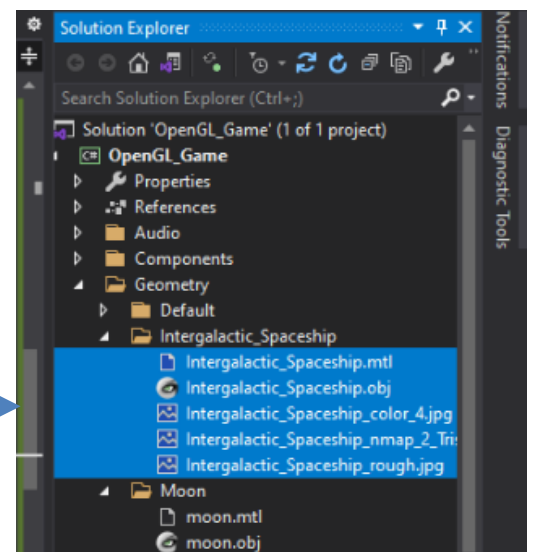 Solution Explorer
Search Solution Explorer (Ctrl+;)
Solution 'OpenGL_Game' (1 of 1 project)
C# OpenGL_Game
Properties
References
Audio
Components
Geometry
Default
Intergalactic_Spaceship
Intergalactic_Spaceship.mtl
Intergalactic_Spaceship.obj
Intergalactic_Spaceship_color_4.jpg
Intergalactic_Spaceship_nmap_2_Tris
Intergalactic_Spaceship_rough.jpg
Moon
moon.mtl
moon.obj
Notifications
Diagnostic Tools